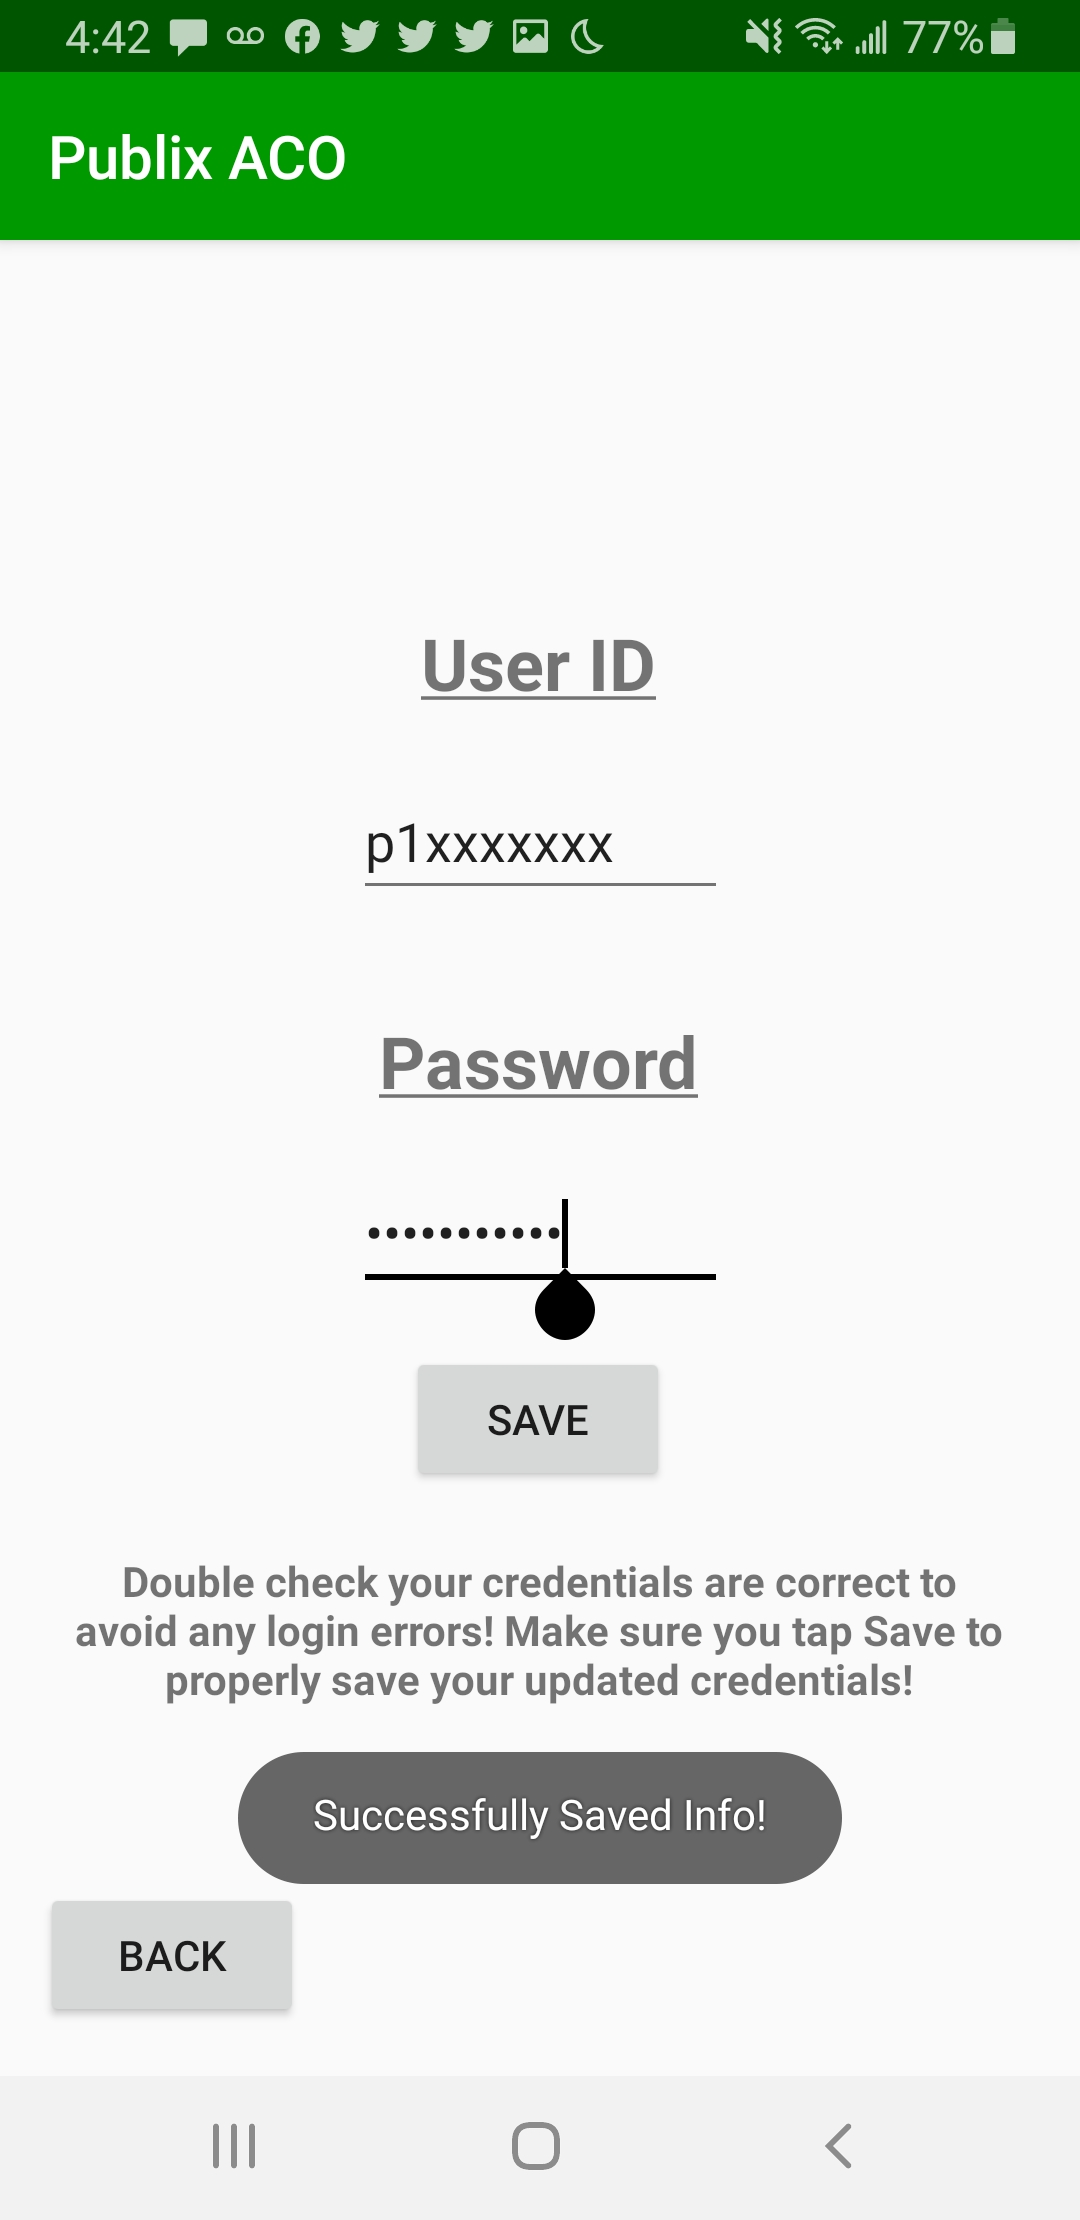 4:42
77%
Publix ACO
User ID
p1xxxxxxx
Password
•••••••••••
SAVE
Double check your credentials are correct to
avoid any login errors! Make sure you tap Save to
properly save your updated credentials!
Successfully Saved Info!
BACK